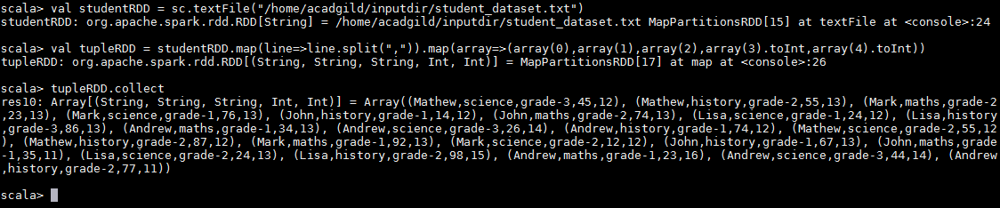 scala> val studentRDD = sc.textFile("/home/acadgild/inputdir/student_dataset.txt")
studentRDD: org.apache.spark.rdd.RDD[String] = /home/acadgild/inputdir/student_dataset.txt MapPartitionsRDD[15] at textFile at <console>:24
scala> val tupleRDD = studentRDD.map(line=>line.split(",")).map(array=>(array(0),array(1),array(2),array(3).toInt,array(4).toInt))
tupleRDD: org.apache.spark.rdd.RDD[(String, String, String, Int, Int)] = MapPartitionsRDD[17] at map at <console>:26
scala> tupleRDD.collect
res10: Array[(String, String, String, Int, Int)] = Array((Mathew,science,grade-3,45,12), (Mathew,history,grade-2,55,13), (Mark,maths,grade-2
,23,13), (Mark,science,grade-1,76,13), (John,history,grade-1,14,12), (John,maths,grade-2,74,13), (Lisa,science,grade-1,24,12), (Lisa,history
,grade-3,86,13), (Andrew,maths,grade-1,34,13), (Andrew,science,grade-3,26,14), (Andrew,history,grade-1,74,12), (Mathew,science,grade-2,55,12
), (Mathew,history,grade-2,87,12), (Mark,maths,grade-1,92,13), (Mark,science,grade-2,12,12), (John,history,grade-1,67,13), (John,maths,grade
-1,35,11), (Lisa,science,grade-2,24,13), (Lisa,history,grade-2,98,15), (Andrew,maths,grade-1,23,16), (Andrew,science,grade-3,44,14), (Andrew
,history,grade-2,77,11))
scala>